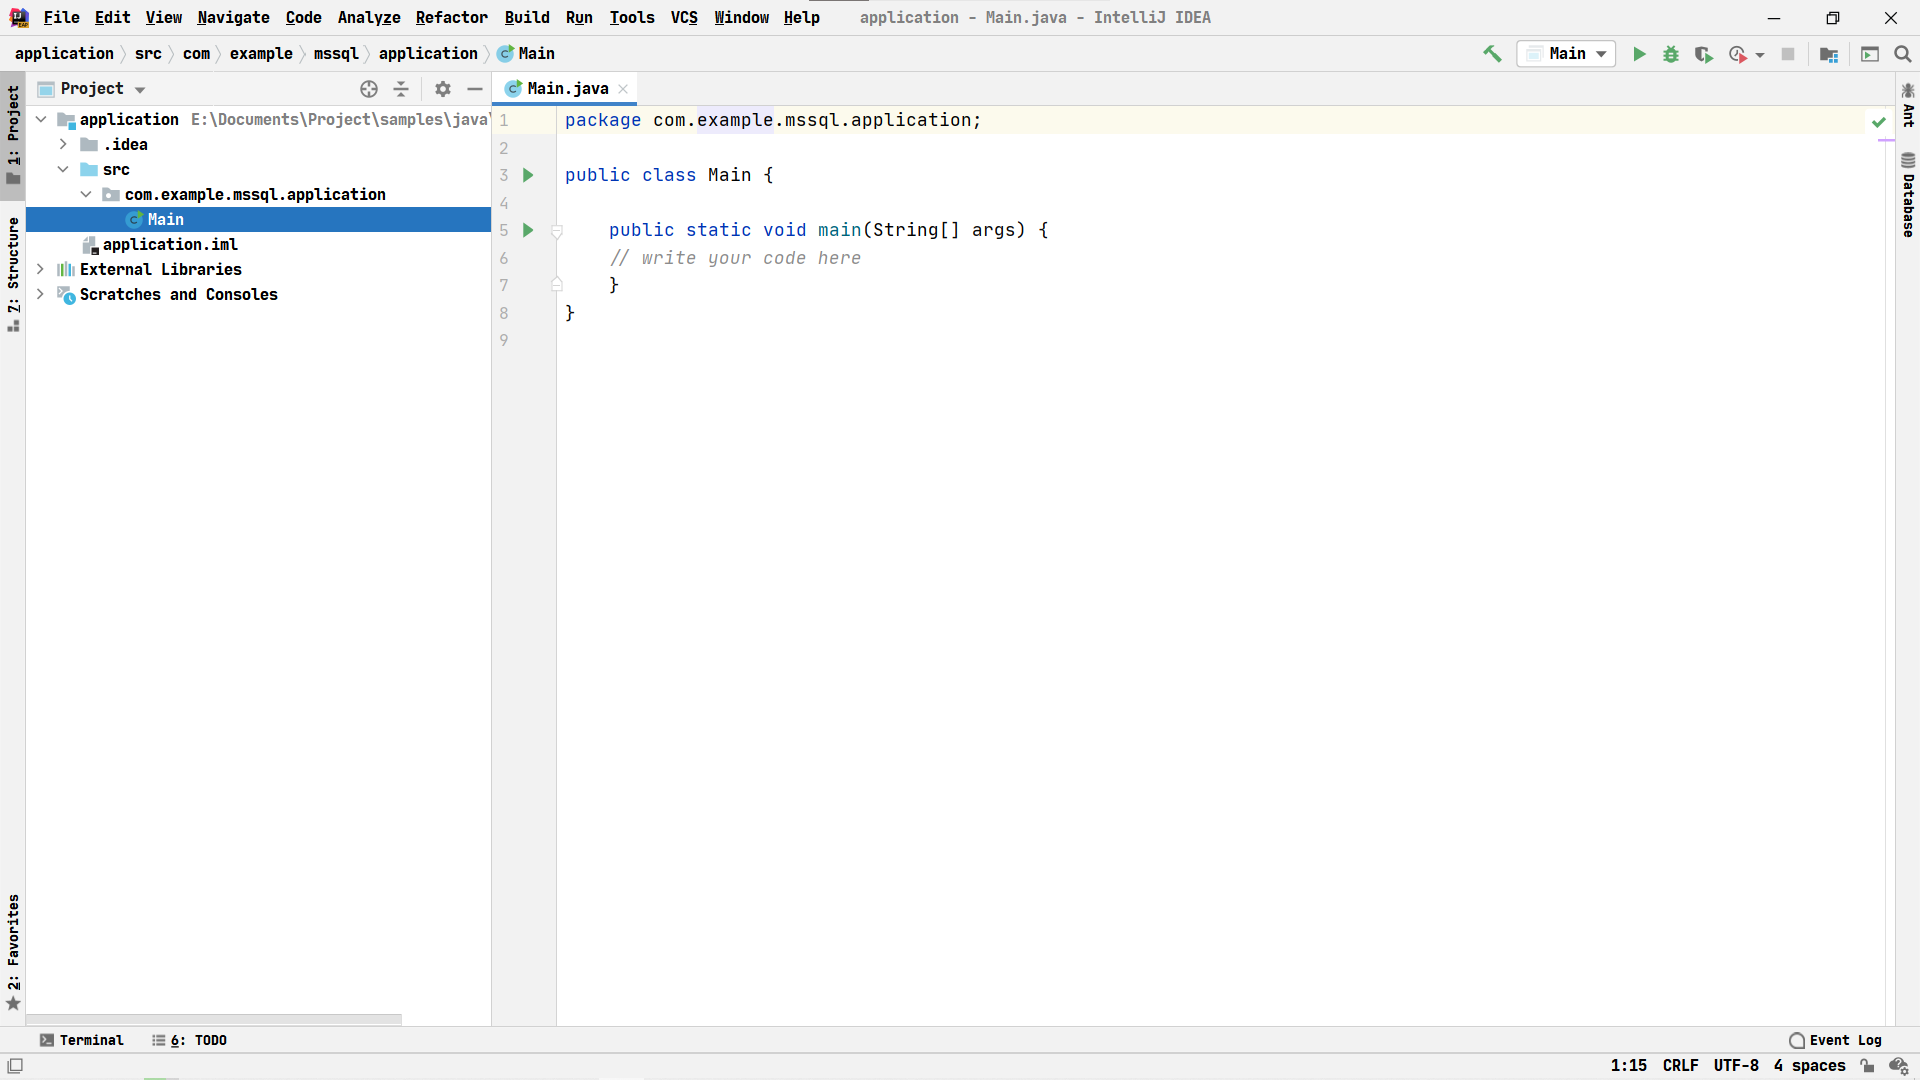 File Edit View Navigate Code Analyze Refactor Build Run Tools VCS Window Help application - Main.java - IntelliJ IDEA
application src com example mssql application Main
Main
1: Project
7: Structure
2: Favorites
Project
application E:\Documents\Project\samples\java\
.idea
src
com.example.mssql.application
Main
application.iml
External Libraries
Scratches and Consoles
Main.java
1 package com.example.mssql.application;
2
3 public class Main {
4
5 public static void main(String[] args) {
6 // write your code here
7 }
8 }
9
Ant
Database
Terminal 6: TODO Event Log
1:15 CRLF UTF-8 4 spaces